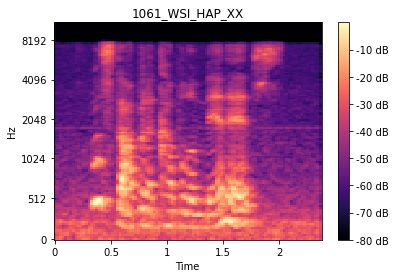 1061_WSI_HAP_XX
8192
4096
2048
1024
512
0
Hz
0
0.5
1
1.5
2
Time
-10 dB
-20 dB
-30 dB
-40 dB
-50 dB
-60 dB
-70 dB
-80 dB